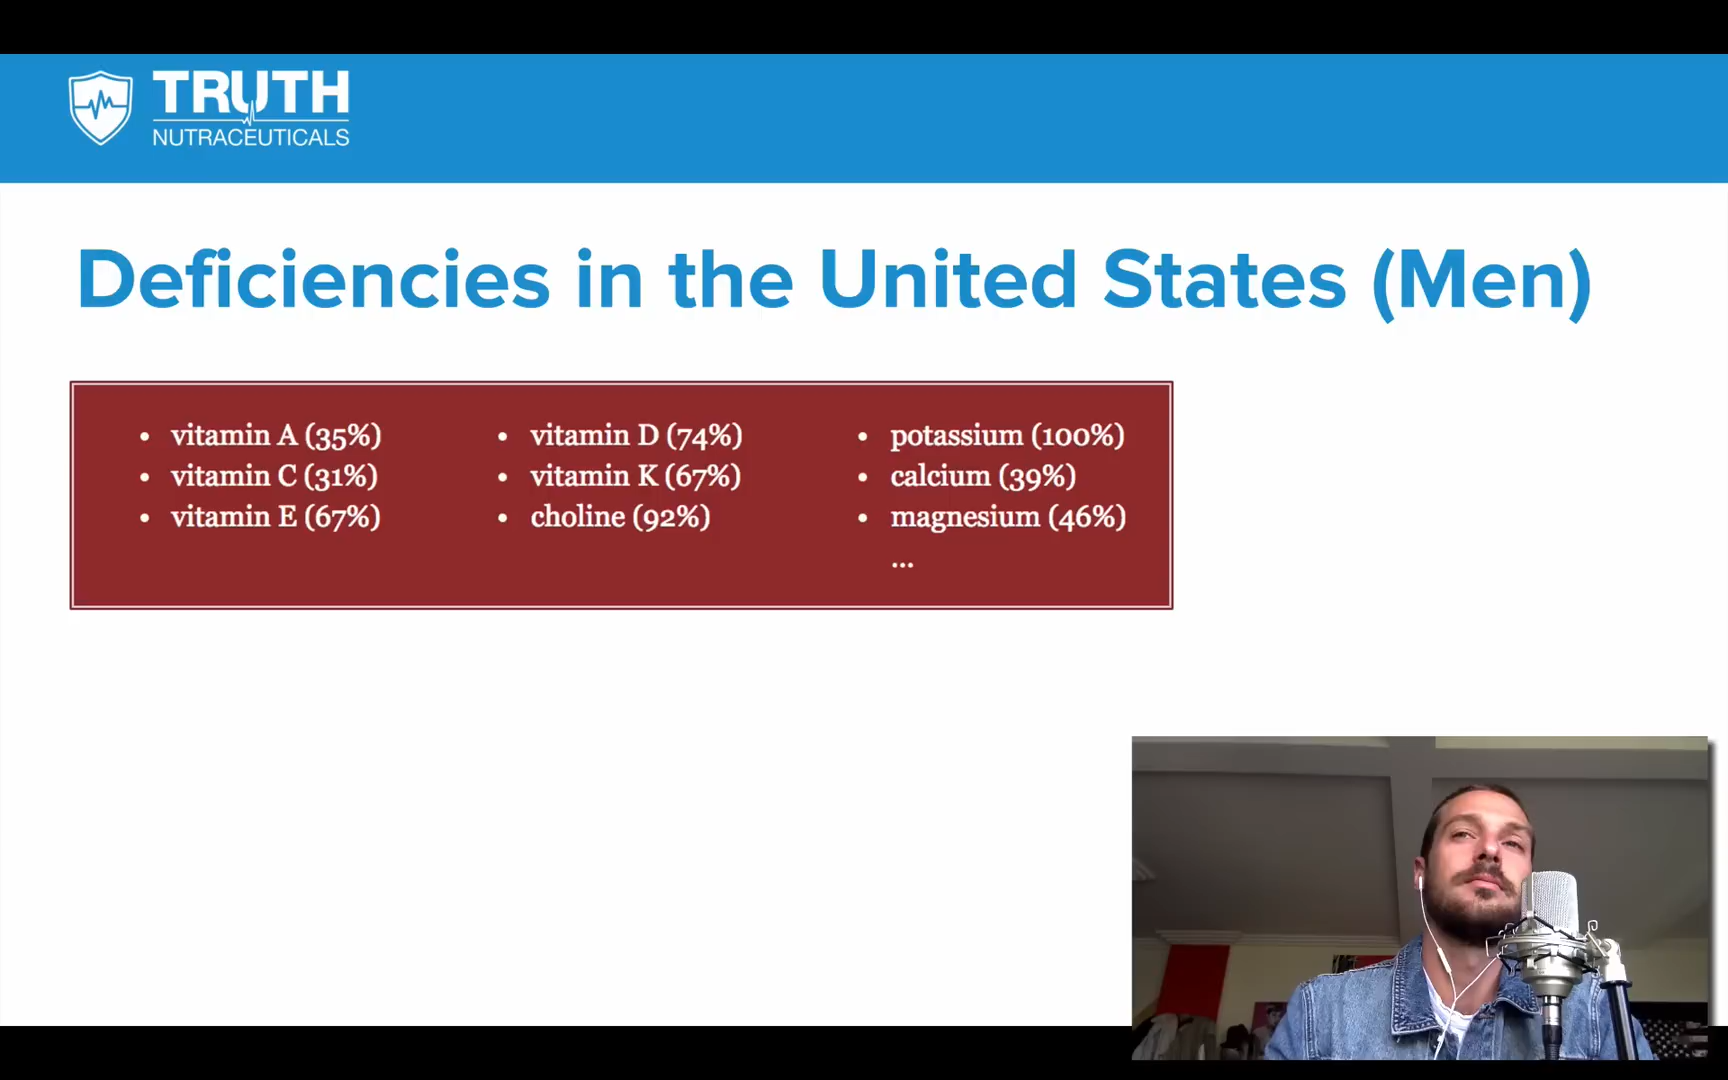 TRUTH
NUTRACEUTICALS
Deficiencies in the United States (Men)
• vitamin A (35%)
• vitamin C (31%)
• vitamin E (67%)
• vitamin D (74%)
• vitamin K (67%)
• choline (92%)
• potassium (100%)
• calcium (39%)
• magnesium (46%)
...